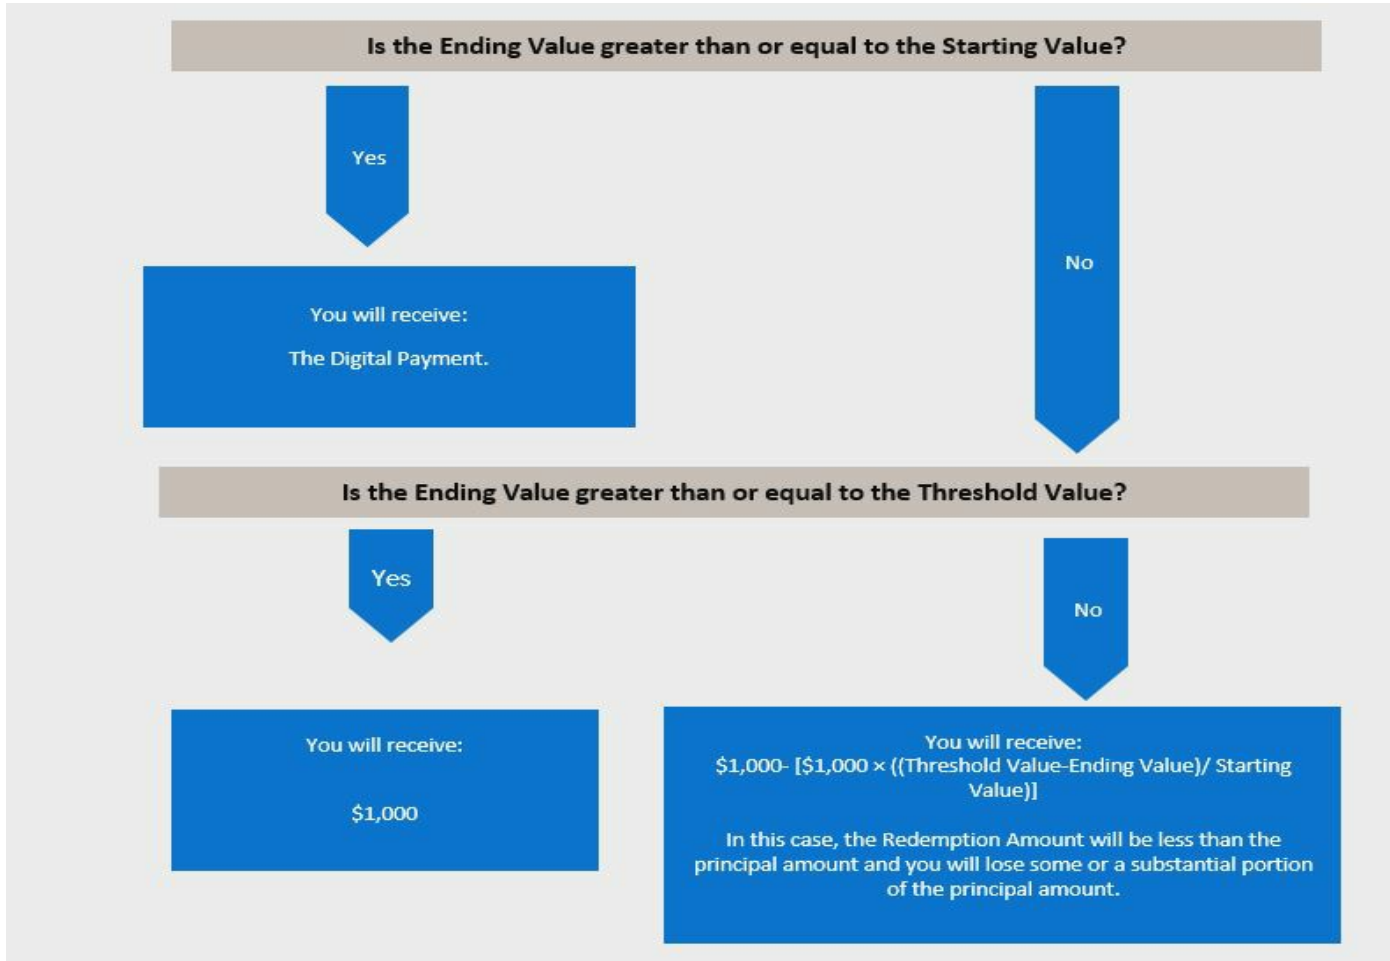 Is the Ending Value greater than or equal to the Starting Value?
Yes
No
You will receive:
The Digital Payment.
Is the Ending Value greater than or equal to the Threshold Value?
Yes
No
You will receive:
$1,000
You will receive:
$1,000- [$1,000 × ((Threshold Value-Ending Value)/ Starting
Value)]
In this case, the Redemption Amount will be less than the
principal amount and you will lose some or a substantial portion
of the principal amount.